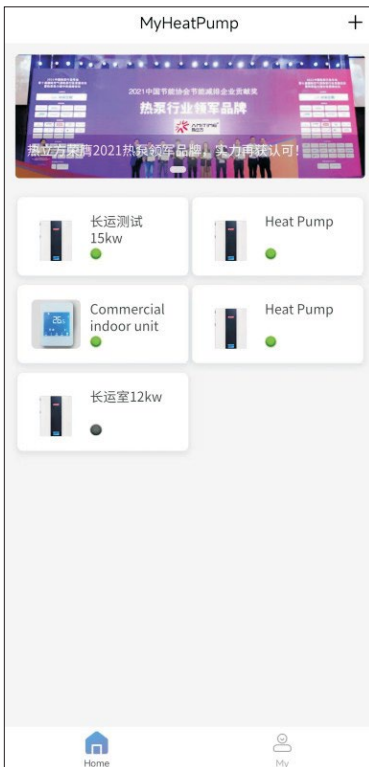 MyHeatPump
+
2021中国节能协会节能减排企业贡献奖
热泵行业领军品牌
热立方荣膺2021热泵领军品牌,实力再获认可!
长运测试
15kw
Heat Pump
Commercial
indoor unit
Heat Pump
长运室12kw
Home
My